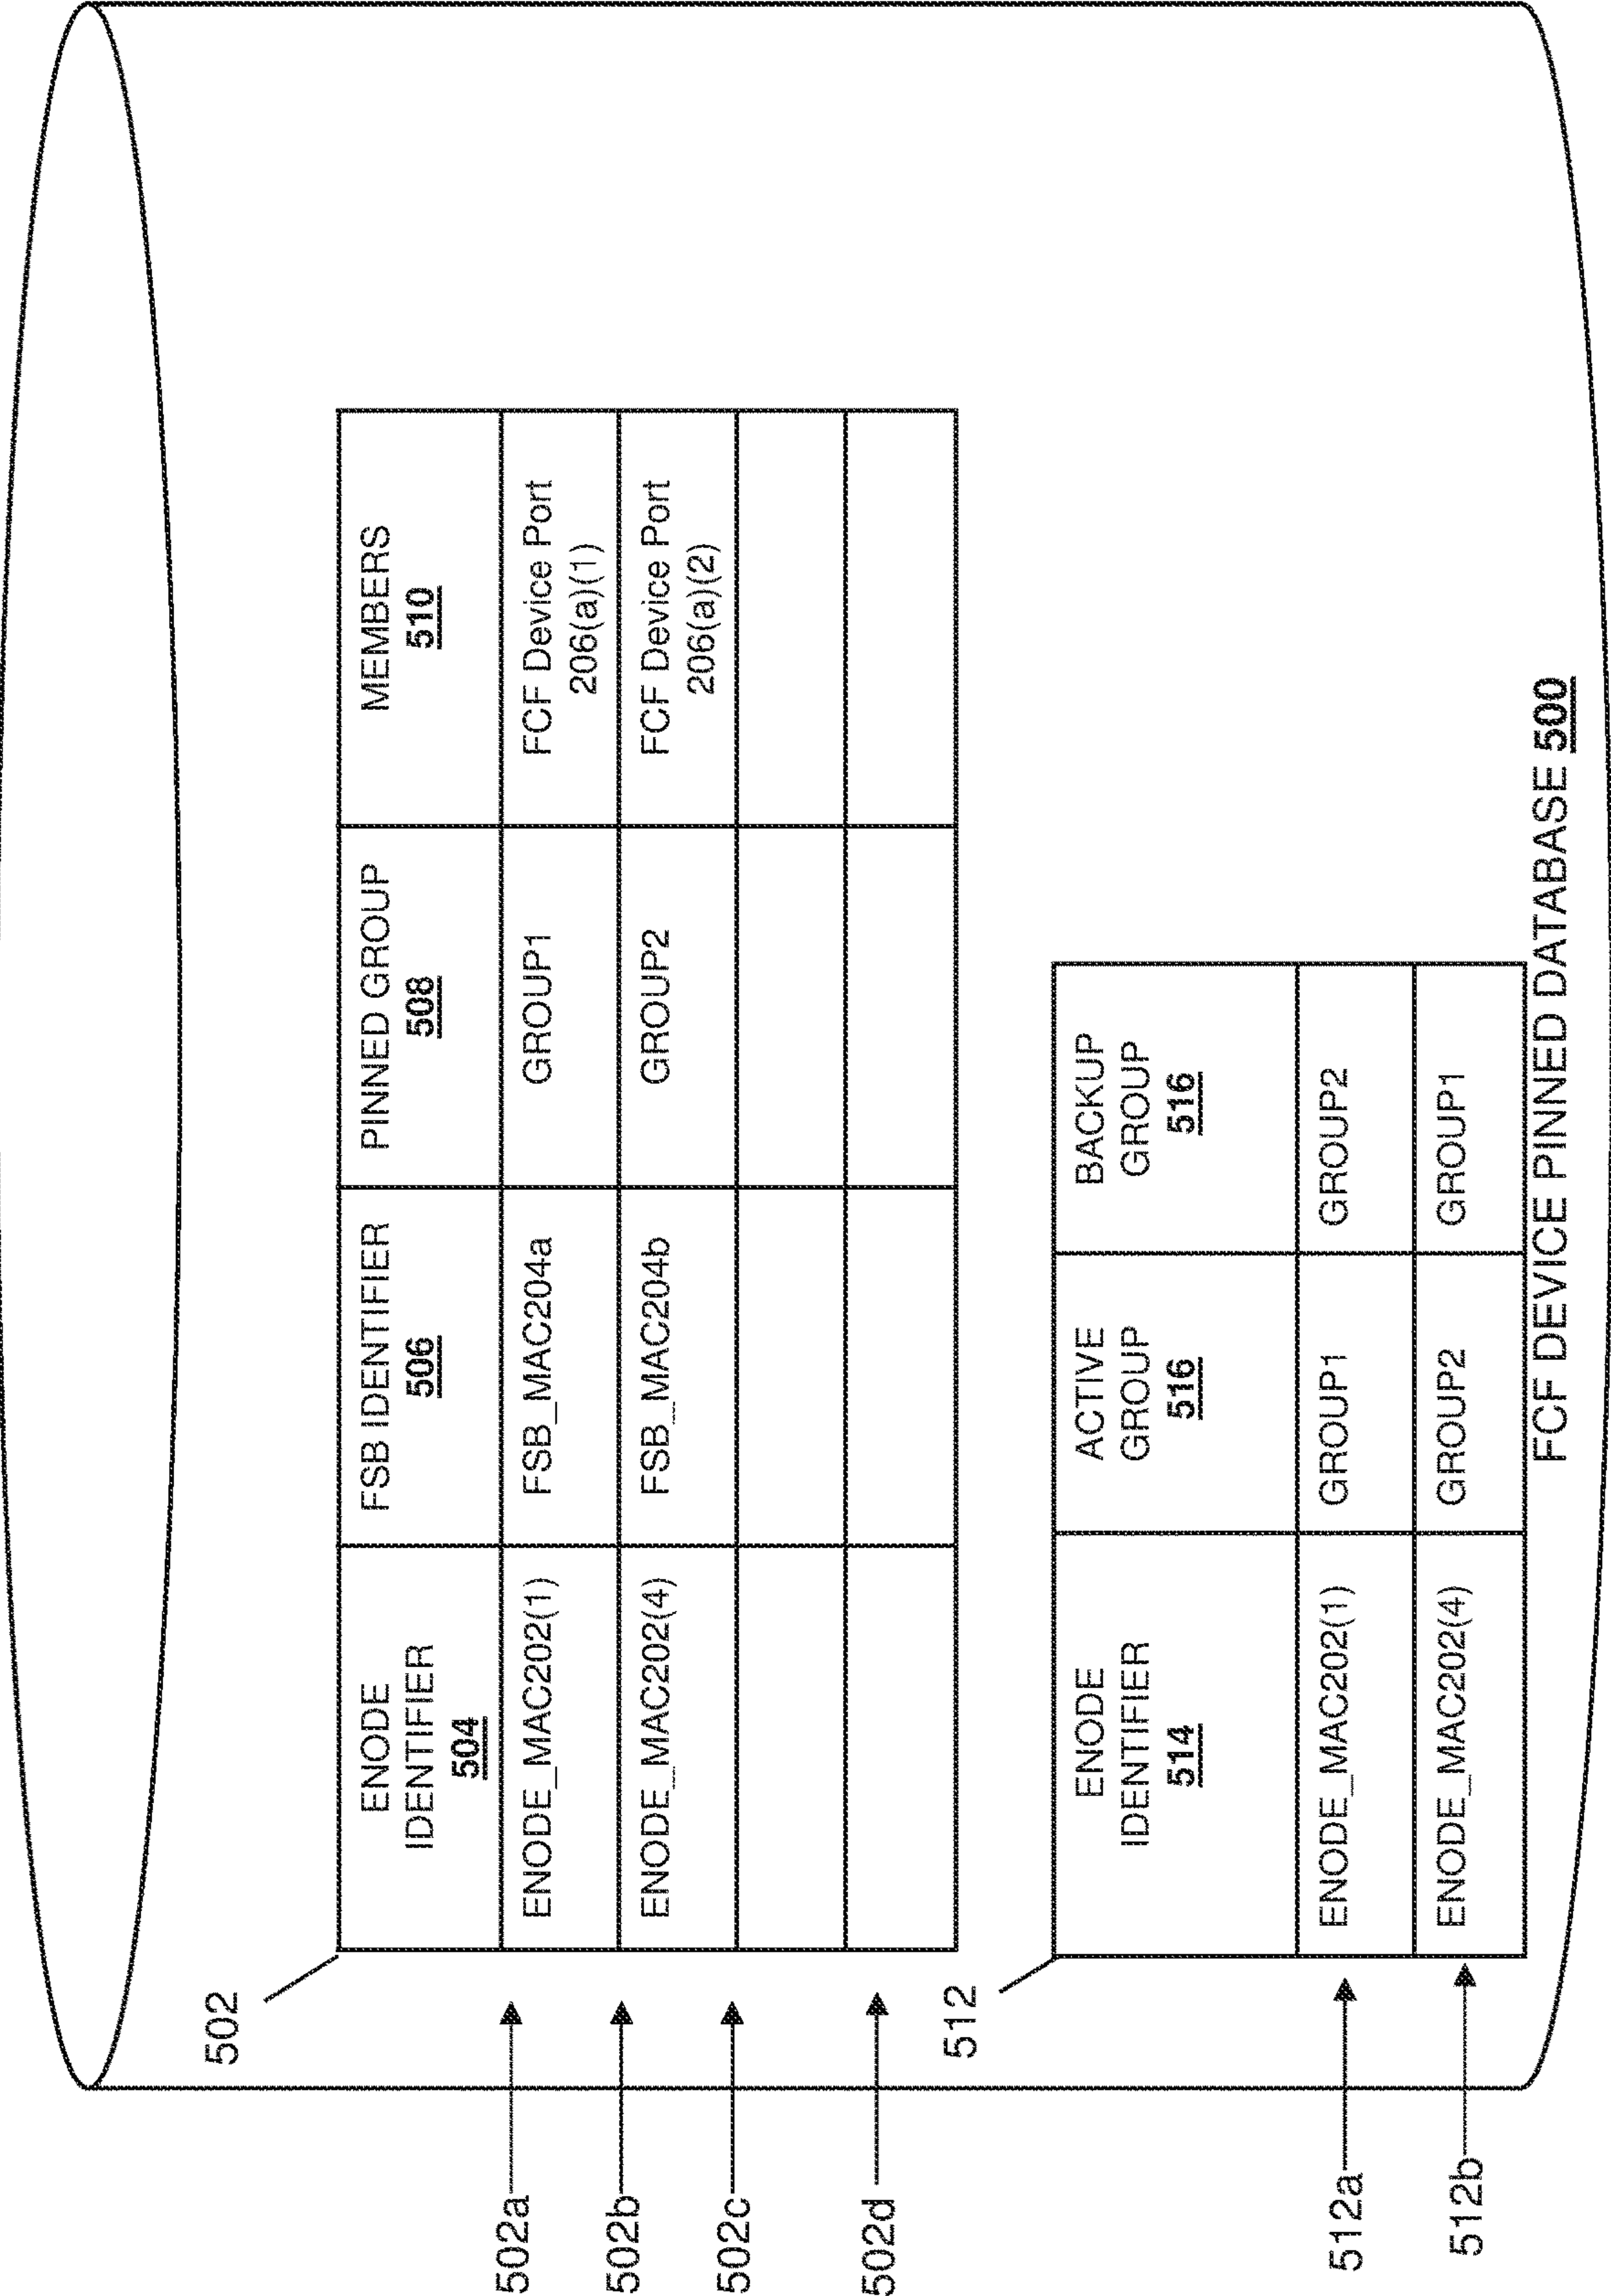 502
ENODE
IDENTIFIER
504
FSB IDENTIFIER
506
PINNED GROUP
508
MEMBERS
510
502a
ENODE_MAC202(1)
FSB_MAC204a
GROUP1
FCF Device Port
206(a)(1)
502b
ENODE_MAC202(4)
FSB_MAC204b
GROUP2
FCF Device Port
206(a)(2)
502c
502d
512
ENODE
IDENTIFIER
514
ACTIVE
GROUP
516
BACKUP
GROUP
516
512a
ENODE_MAC202(1)
GROUP1
GROUP2
512b
ENODE_MAC202(4)
GROUP2
GROUP1
FCF DEVICE PINNED DATABASE 500